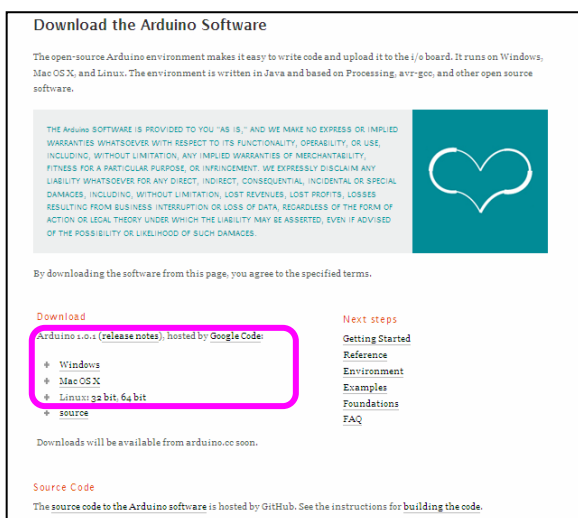 Download the Arduino Software
The open-source Arduino environment makes it easy to write code and upload it to the i/o board. It runs on Windows,
Mac OS X, and Linux. The environment is written in Java and based on Processing, avr-gcc, and other open source
software.
THE Arduino SOFTWARE IS PROVIDED TO YOU "AS IS," AND WE MAKE NO EXPRESS OR IMPLIED
WARRANTIES WHATSOEVER WITH RESPECT TO ITS FUNCTIONALITY, OPERABILITY, OR USE,
INCLUDING, WITHOUT LIMITATION, ANY IMPLIED WARRANTIES OF MERCHANTABILITY,
FITNESS FOR A PARTICULAR PURPOSE, OR INFRINGEMENT. WE EXPRESSLY DISCLAIM ANY
LIABILITY WHATSOEVER FOR ANY DIRECT, INDIRECT, CONSEQUENTIAL, INCIDENTAL OR SPECIAL
DAMAGES, INCLUDING, WITHOUT LIMITATION, LOST REVENUES, LOST PROFITS, LOSSES
RESULTING FROM BUSINESS INTERRUPTION OR LOSS OF DATA, REGARDLESS OF THE FORM OF
ACTION OR LEGAL THEORY UNDER WHICH THE LIABILITY MAY BE ASSERTED, EVEN IF ADVISED
OF THE POSSIBILITY OR LIKELIHOOD OF SUCH DAMAGES.
By downloading the software from this page, you agree to the specified terms.
Download
Arduino 1.0.1 (release notes), hosted by Google Code:
+ Windows
+ Mac OS X
+ Linux: 32 bit, 64 bit
+ source
Downloads will be available from arduino.cc soon.
Next steps
Getting Started
Reference
Environment
Examples
Foundations
FAQ
Source Code
The source code to the Arduino software is hosted by GitHub. See the instructions for building the code.